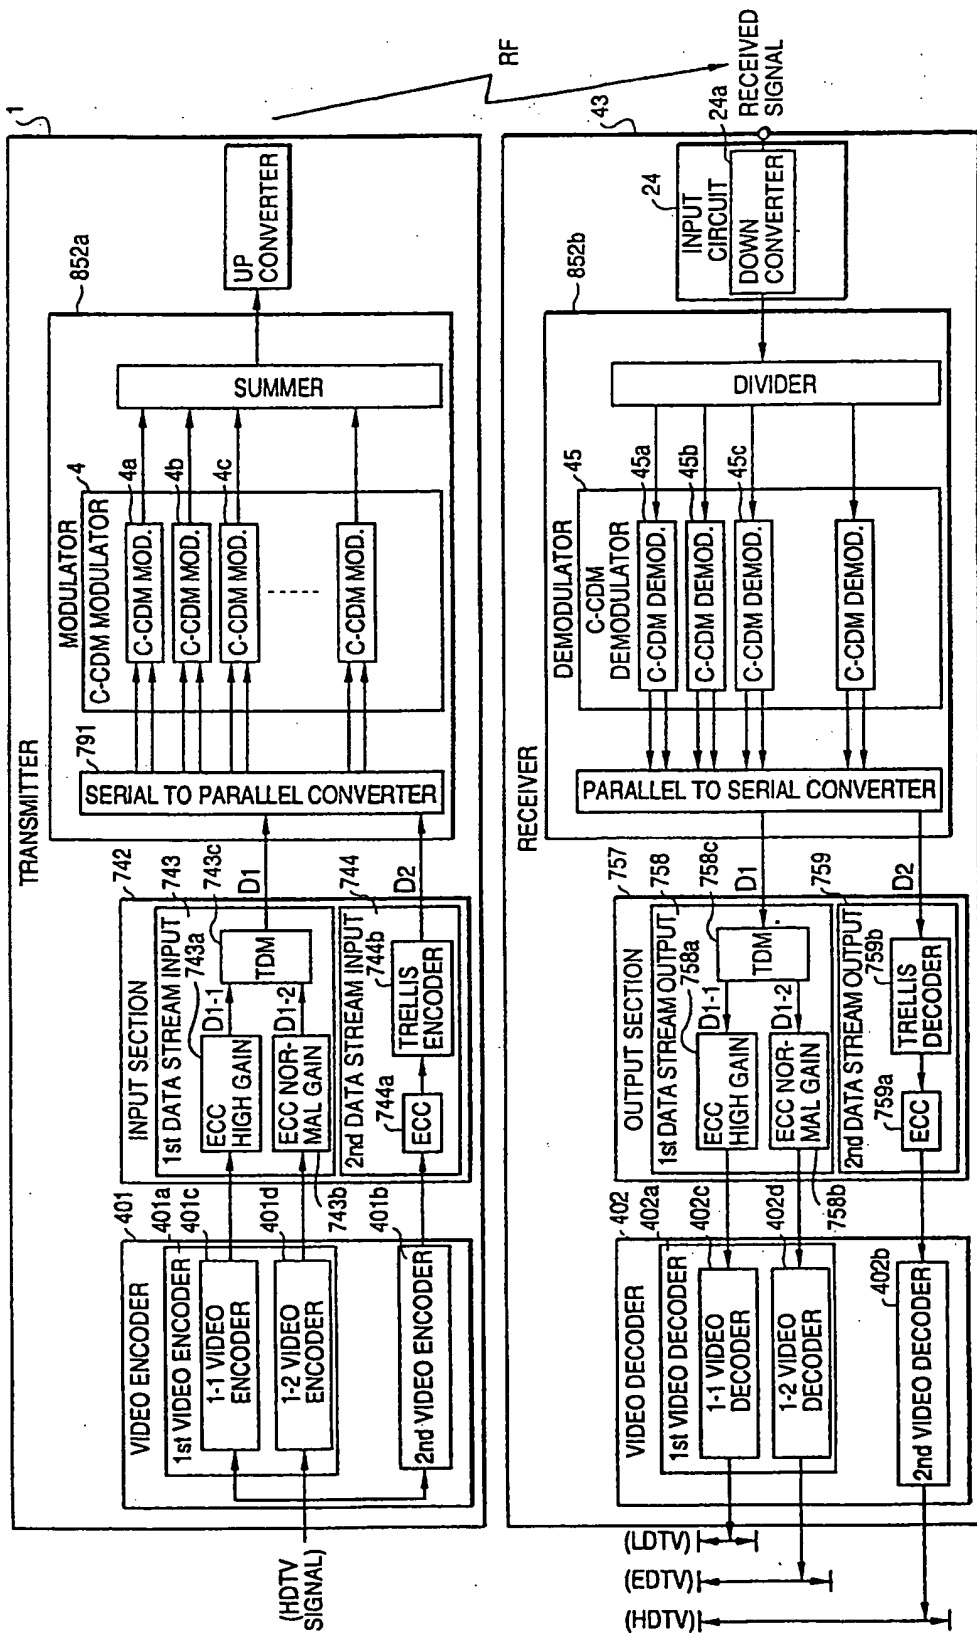 TRANSMITTER
1
(HDTV
SIGNAL)
VIDEO ENCODER
401
1st VIDEO ENCODER
401a
401c
1-1 VIDEO
ENCODER
401d
1-2 VIDEO
ENCODER
401b
2nd VIDEO ENCODER
INPUT SECTION
742
1st DATA STREAM INPUT
743
743a
ECC
HIGH GAIN
D1-1
743c
TDM
ECC NOR-
MAL GAIN
D1-2
743b
2nd DATA STREAM INPUT
744
744a
ECC
744b
TRELLIS
ENCODER
D1
D2
852a
791
SERIAL TO PARALLEL CONVERTER
MODULATOR
C-CDM MODULATOR
4
C-CDM MOD.
4a
C-CDM MOD.
4b
C-CDM MOD.
4c
C-CDM MOD.
SUMMER
UP
CONVERTER
RF
RECEIVER
43
RECEIVED
SIGNAL
24
INPUT
CIRCUIT
24a
DOWN
CONVERTER
852b
DIVIDER
DEMODULATOR
C-CDM
DEMODULATOR
45
C-CDM DEMOD.
45a
C-CDM DEMOD.
45b
C-CDM DEMOD.
45c
C-CDM DEMOD.
PARALLEL TO SERIAL CONVERTER
D1
D2
OUTPUT SECTION
757
1st DATA STREAM OUTPUT
758
758a
758c
TDM
D1-1
ECC
HIGH GAIN
D1-2
ECC NOR-
MAL GAIN
758b
2nd DATA STREAM OUTPUT
759
759b
TRELLIS
DECODER
759a
ECC
VIDEO DECODER
402
1st VIDEO DECODER
402a
402c
1-1 VIDEO
DECODER
402d
1-2 VIDEO
DECODER
402b
2nd VIDEO DECODER
(LDTV)
(EDTV)
(HDTV)